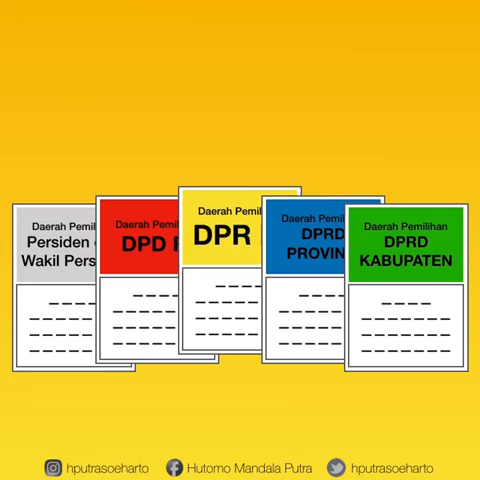 Daerah Pemil
Persiden
Wakil Pers
Daerah Pemili
DPD
Daerah Pemil
DPR
Daerah Pemil
DPRD
PROVIN
Daerah Pemilihan
DPRD
KABUPATEN
hputrasoeharto
Hutomo Mandala Putra
hputrasoeharto